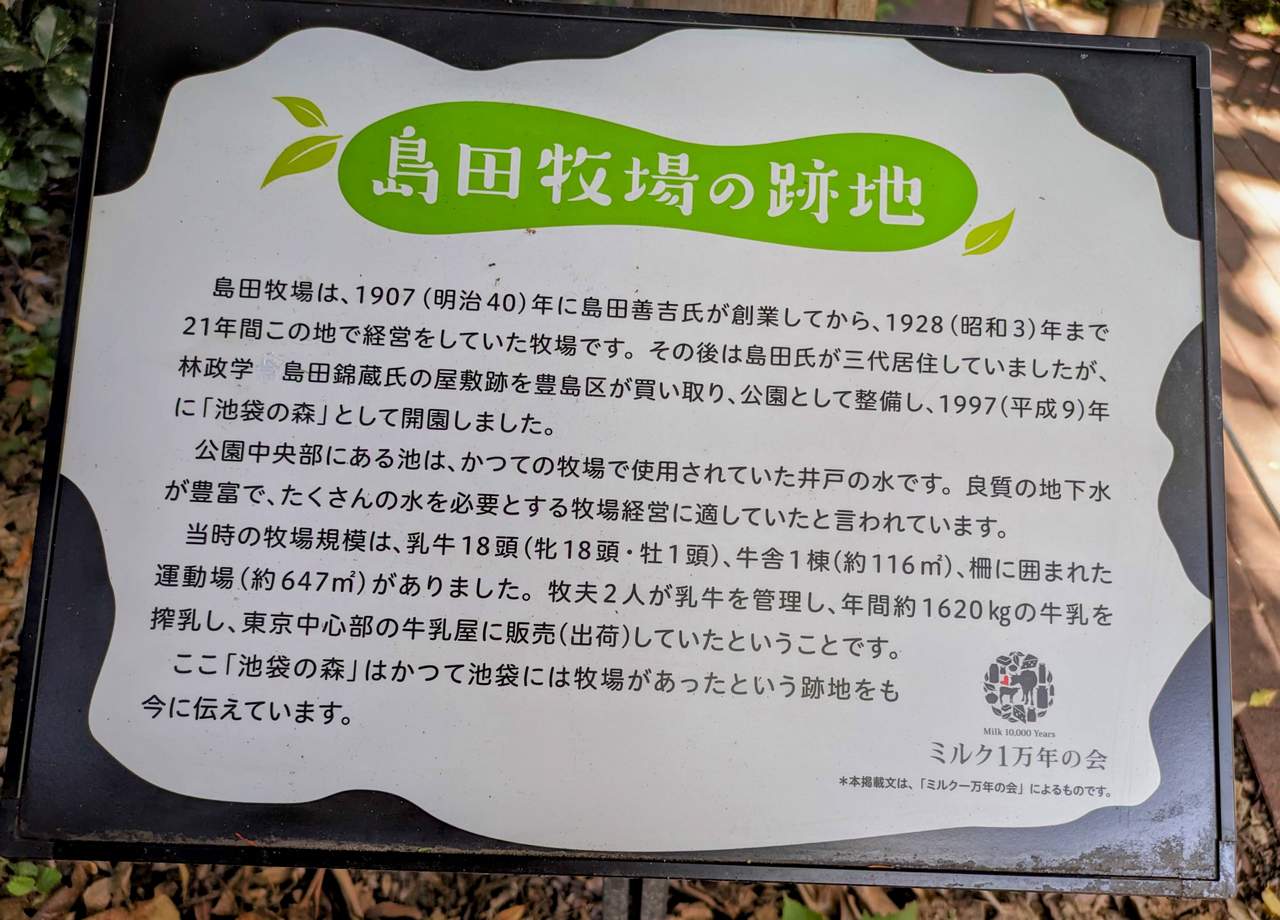 島田牧場の跡地
島田牧場は、1907(明治40)年に島田善吉氏が創業してから、1928(昭和3)年まで
21年間この地で経営をしていた牧場です。その後は島田氏が三代居住していましたが、
林政学 島田錦蔵氏の屋敷跡を豊島区が買い取り、公園として整備し、1997(平成9)年
に「池袋の森」として開園しました。
公園中央部にある池は、かつての牧場で使用されていた井戸の水です。良質の地下水
が豊富で、たくさんの水を必要とする牧場経営に適していたと言われています。
当時の牧場規模は、乳牛18頭(牝18頭・牡1頭)、牛舎1棟(約116㎡)、柵に囲まれた
運動場(約647㎡)がありました。牧夫2人が乳牛を管理し、年間約1620㎏の牛乳を
搾乳し、東京中心部の牛乳屋に販売(出荷)していたということです。
ここ「池袋の森」はかつて池袋には牧場があったという跡地をも
今に伝えています。
Milk 10,000 Years
ミルク1万年の会
*本掲載文は、「ミルク一万年の会」によるものです。